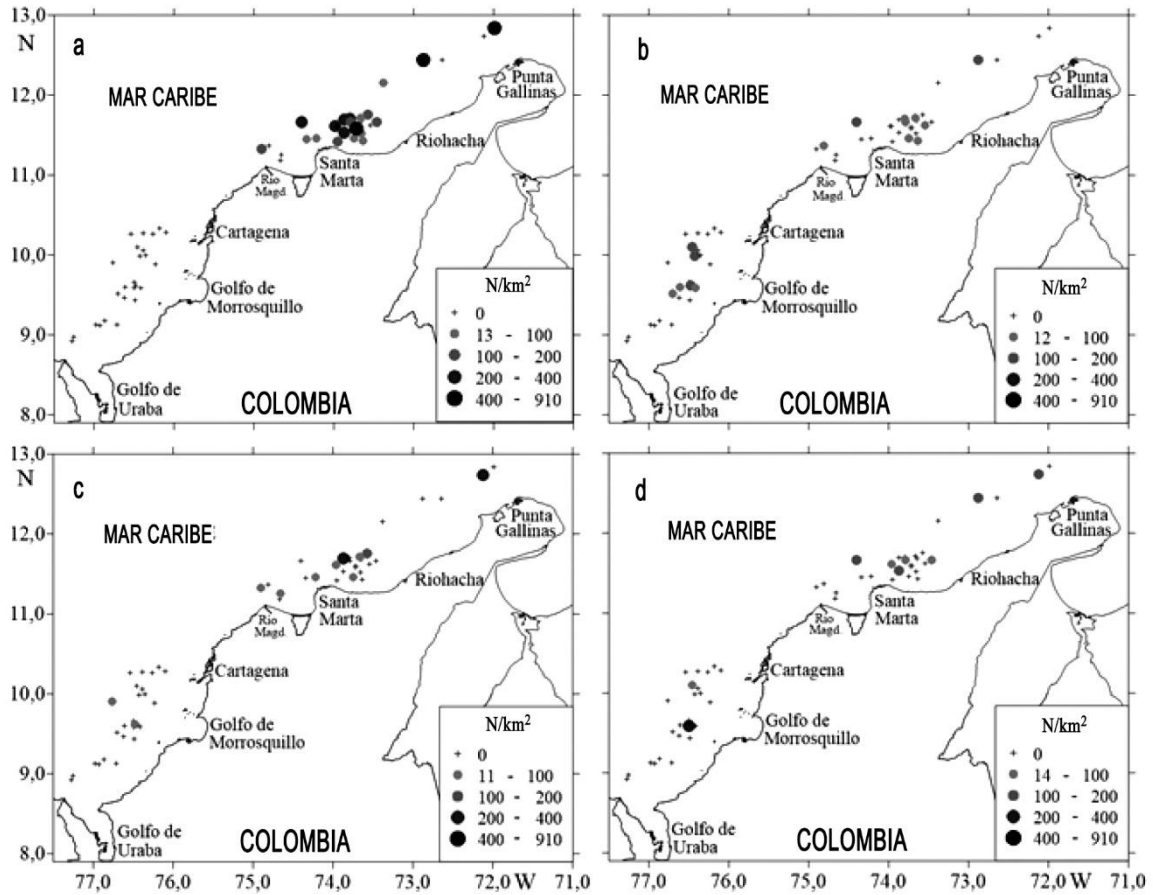 13,0
N
a
b
MAR CARIBE
MAR CARIBE
Punta
Gallinas
Punta
Gallinas
12,0
Riohacha
Riohacha
Santa
Marta
Santa
Marta
11,0
Rio
Magd.
Rio
Magd.
Cartagena
Cartagena
10,0
Golfo de
Morrosquillo
Golfo de
Morrosquillo
9,0
N/km²
+ 0
13 - 100
100 - 200
200 - 400
400 - 910
N/km²
+ 0
12 - 100
100 - 200
200 - 400
400 - 910
Golfo de
Uraba
Golfo de
Uraba
COLOMBIA
COLOMBIA
8,0
13,0
N
c
d
MAR CARIBE
MAR CARIBE
Punta
Gallinas
Punta
Gallinas
12,0
Riohacha
Riohacha
Santa
Marta
Santa
Marta
11,0
Rio
Magd.
Rio
Magd.
Cartagena
Cartagena
10,0
Golfo de
Morrosquillo
Golfo de
Morrosquillo
9,0
N/km²
+ 0
11 - 100
100 - 200
200 - 400
400 - 910
N/km²
+ 0
14 - 100
100 - 200
200 - 400
400 - 910
Golfo de
Uraba
Golfo de
Uraba
COLOMBIA
COLOMBIA
8,0
77,0 76,0 75,0 74,0 73,0 72,0 W 71,0
77,0 76,0 75,0 74,0 73,0 72,0 W 71,0